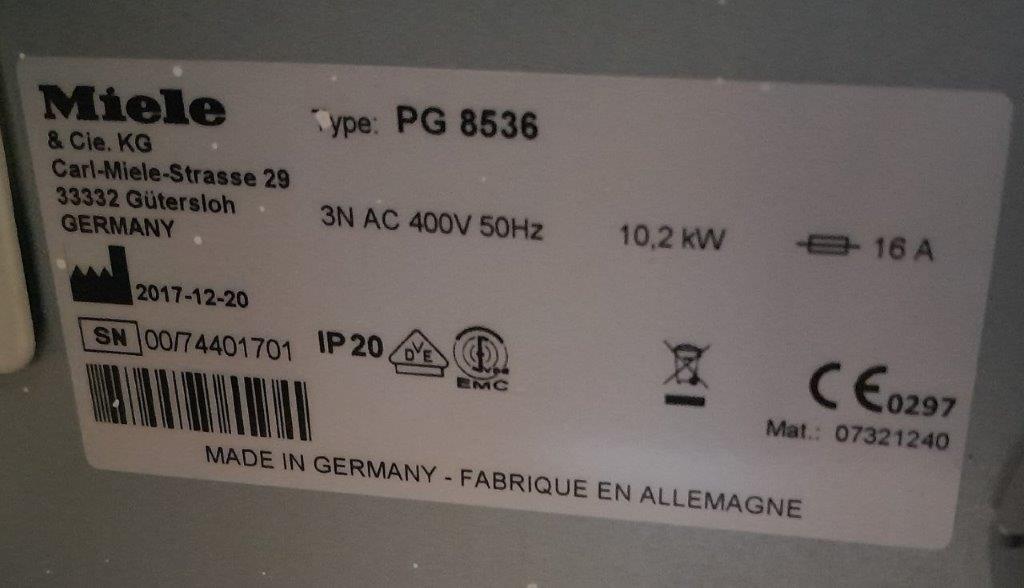 Miele
& Cie. KG
Carl-Miele-Strasse 29
33332 Gütersloh
GERMANY
Type: PG 8536
3N AC 400V 50Hz
10,2 kW
16 A
2017-12-20
SN 00/74401701
IP 20
DVE
EMC
CE 0297
Mat.: 07321240
MADE IN GERMANY - FABRIQUE EN ALLEMAGNE